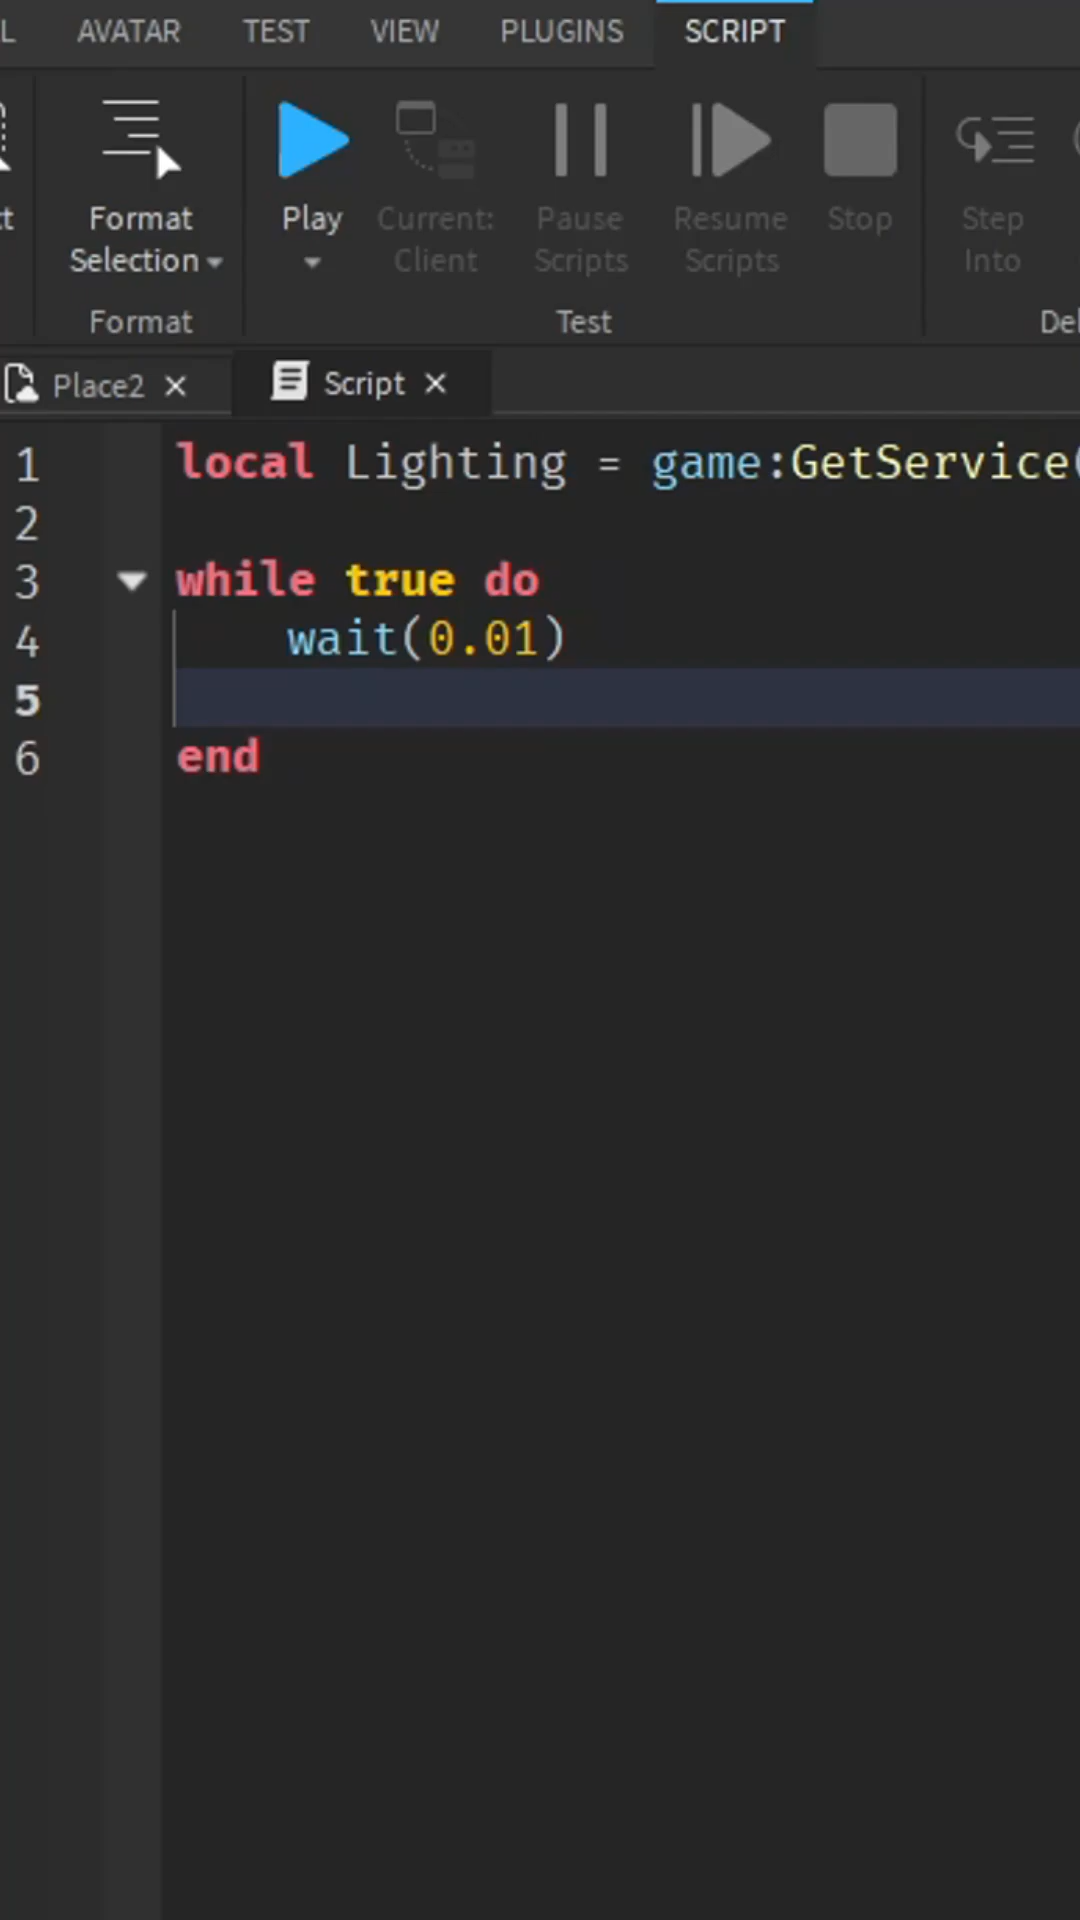 AVATAR TEST VIEW PLUGINS SCRIPT
Format Selection
Play
Current: Client
Pause Scripts
Resume Scripts
Stop
Step Into
Format
Test
Place2
Script
1 local Lighting = game:GetService(
2
3 while true do
4 wait(0.01)
5
6 end